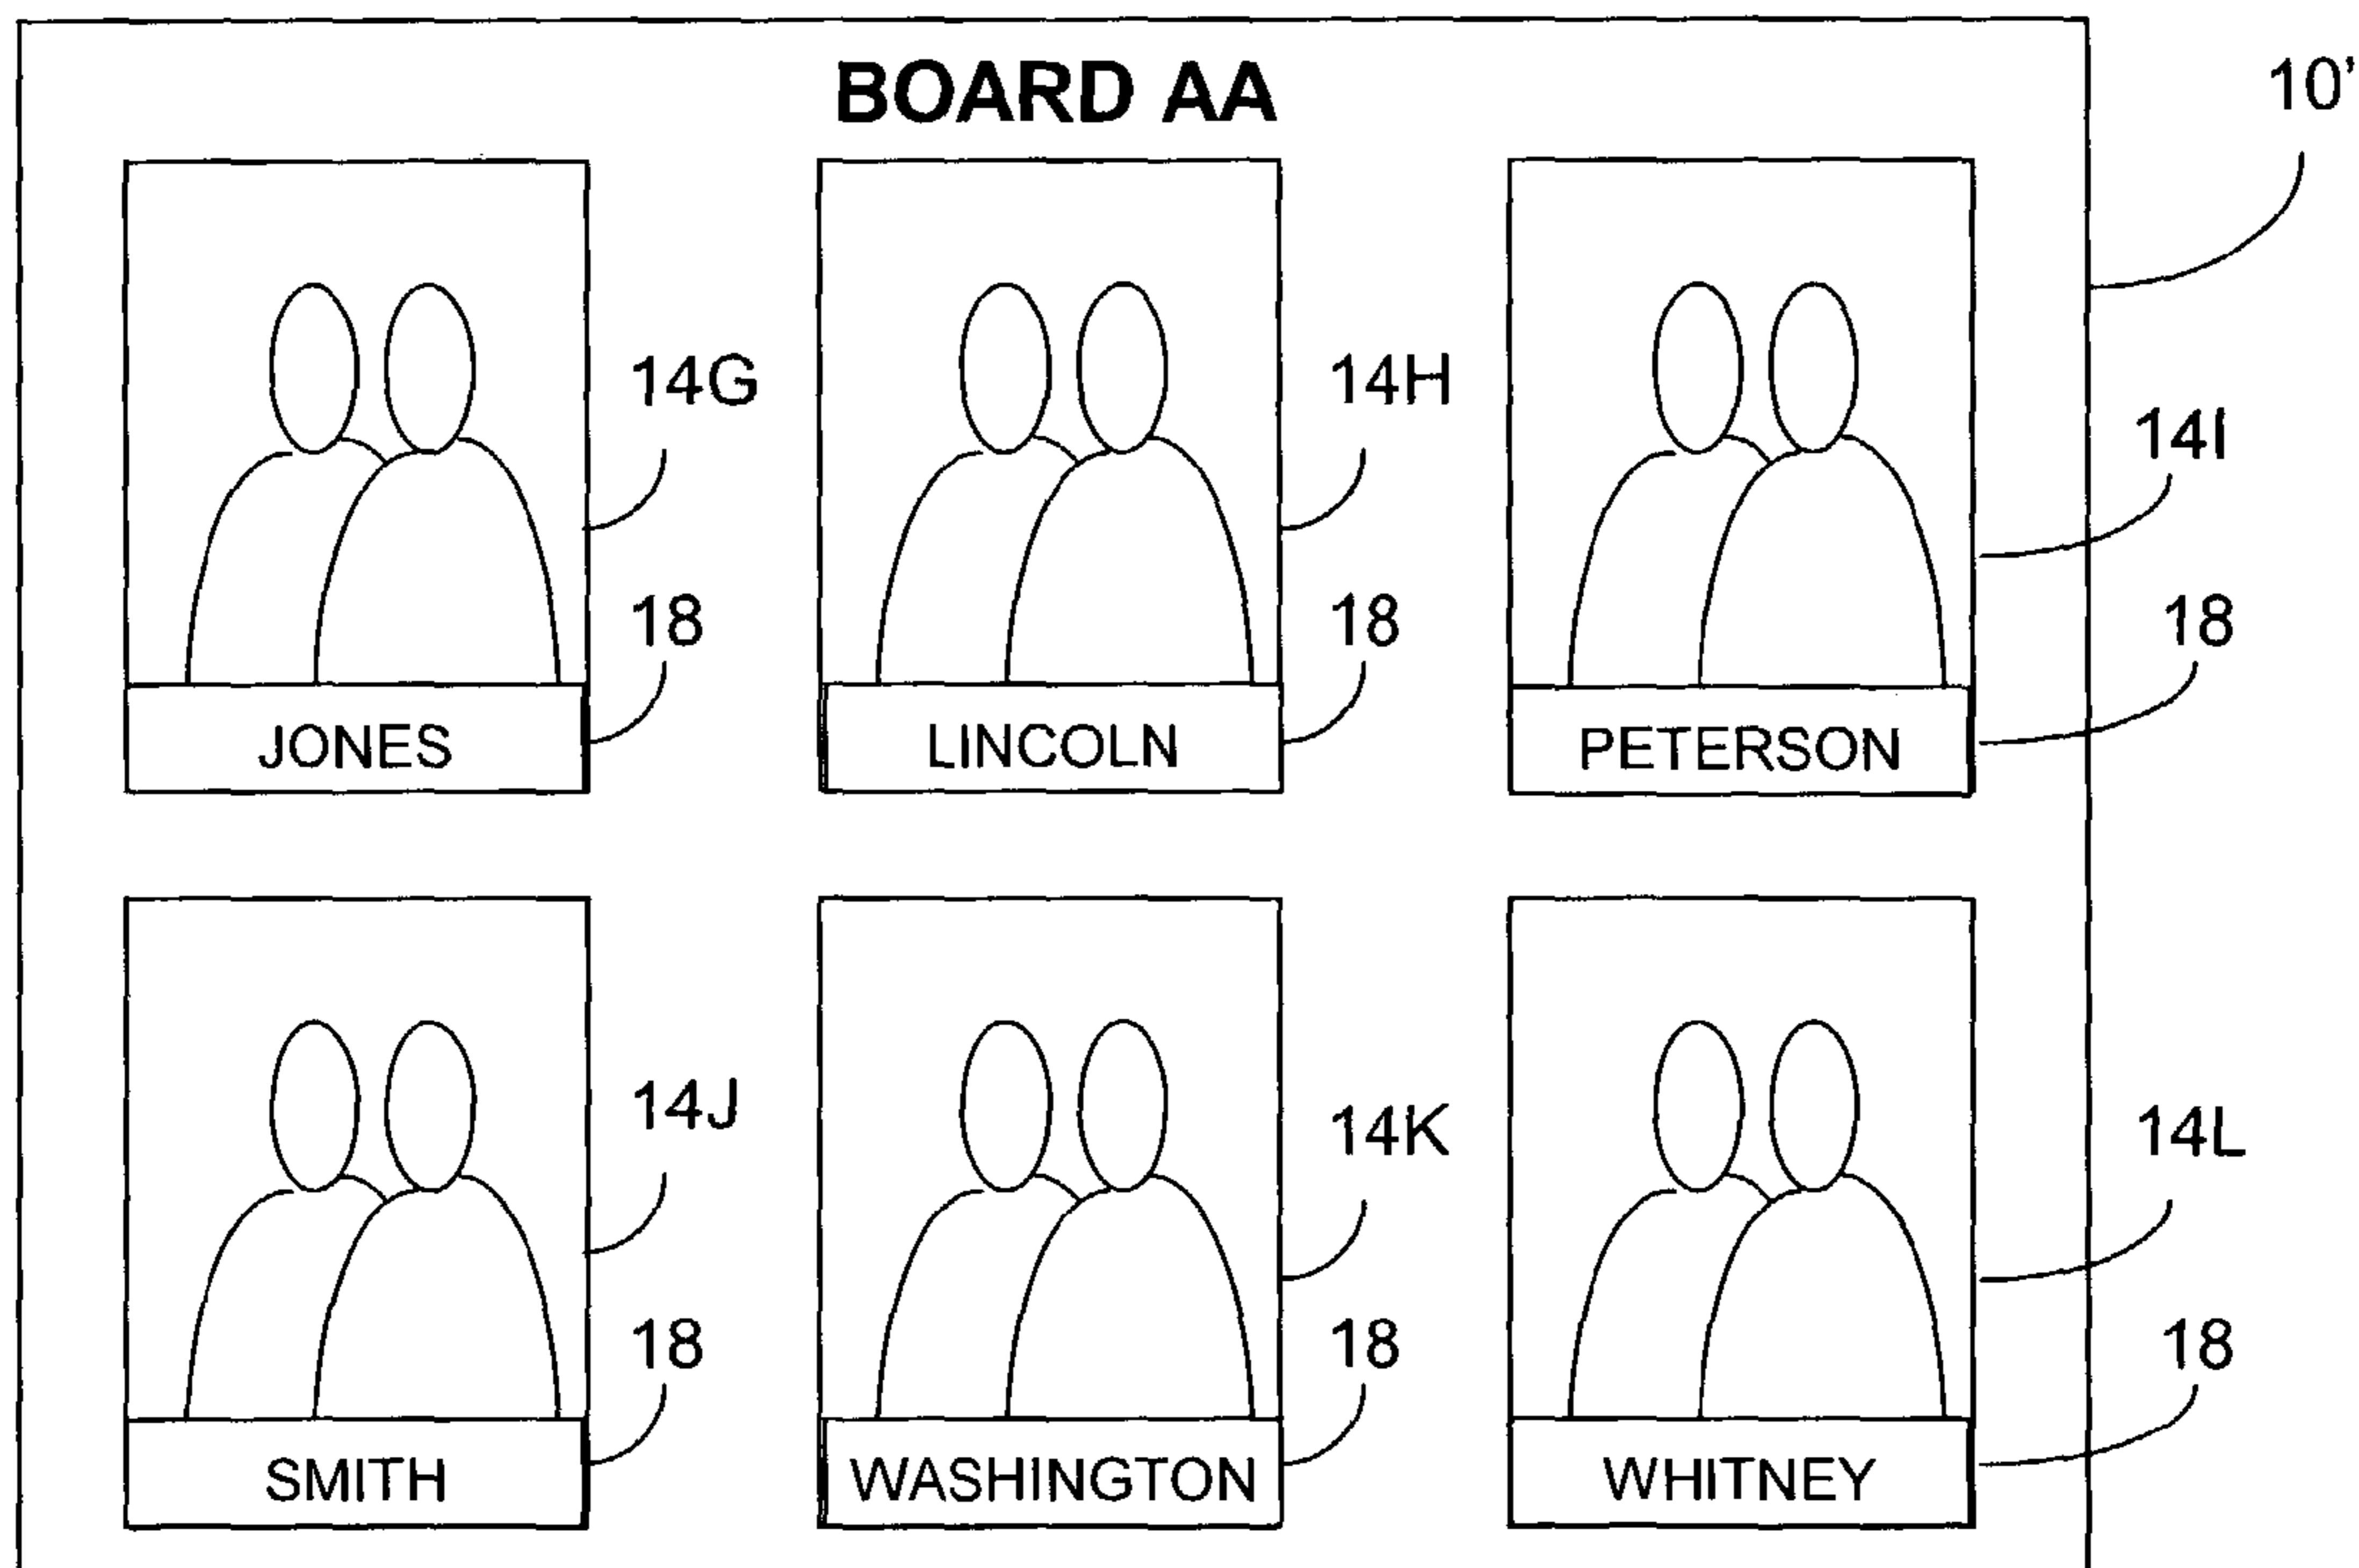 BOARD AA
10'
14G
14H
14I
18
18
18
JONES
LINCOLN
PETERSON
14J
14K
14L
18
18
18
SMITH
WASHINGTON
WHITNEY